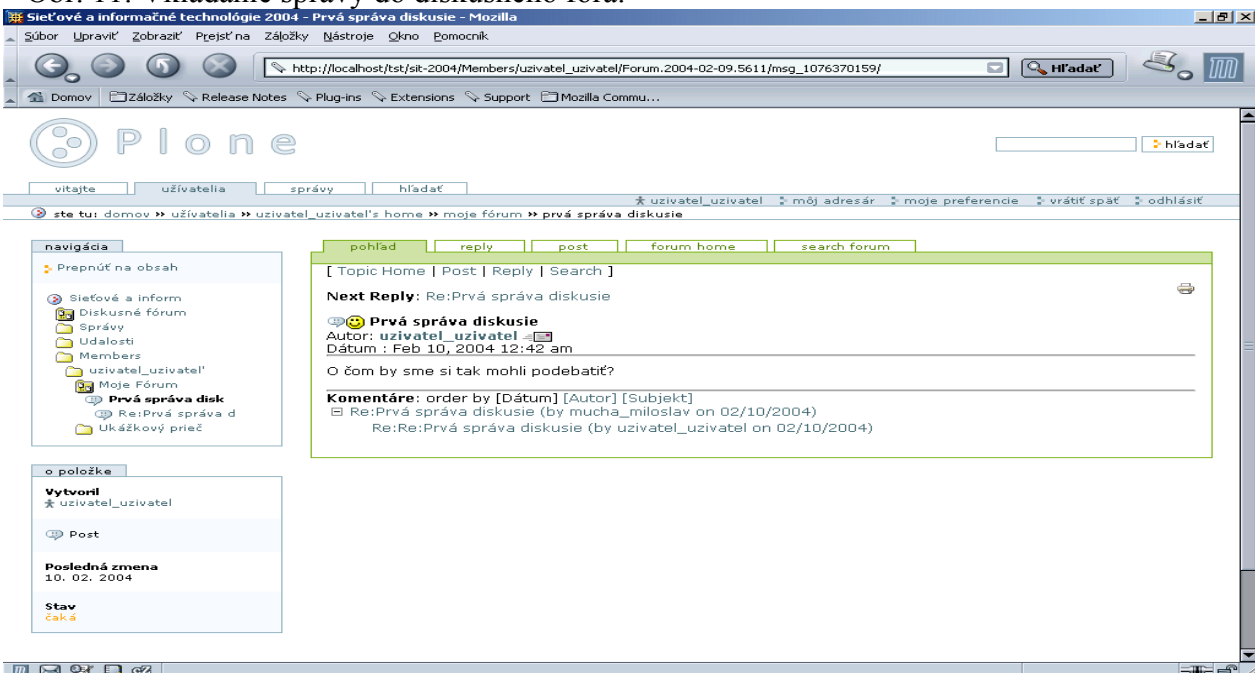 Obr. 11: Vkladanie správy do diskusného fóra.
Sieťové a informačné technológie 2004 - Prvá správa diskusie - Mozilla
Súbor Upraviť Zobraziť Prejsť na Záložky Nástroje Okno Pomocník
http://localhost/tst/sit-2004/Members/uzivatel_uzivatel/Forum.2004-02-09.5611/msg_1076370159/ Hľadať
Domov Záložky Release Notes Plug-ins Extensions Support Mozilla Commu...
Plone
hľadať
vitajte užívatelia správy hľadať
uzivatel_uzivatel môj adresár moje preferencie vrátiť späť odhlásiť
ste tu: domov » užívatelia » uzivatel_uzivatel's home » moje fórum » prvá správa diskusie
navigácia
Prepnúť na obsah
Sieťové a inform
Diskusné fórum
Správy
Udalosti
Members
uzivatel_uzivatel'
Moje Fórum
Prvá správa disk
Re:Prvá správa d
Ukážkový prieč
o položke
Vytvoril
uzivatel_uzivatel
Post
Posledná zmena
10. 02. 2004
Stav
čaká
pohľad reply post forum home search forum
[ Topic Home | Post | Reply | Search ]
Next Reply: Re:Prvá správa diskusie
Prvá správa diskusie
Autor: uzivatel_uzivatel
Dátum : Feb 10, 2004 12:42 am
O čom by sme si tak mohli podebatiť?
Komentáre: order by [Dátum] [Autor] [Subjekt]
Re:Prvá správa diskusie (by mucha_miloslav on 02/10/2004)
Re:Re:Prvá správa diskusie (by uzivatel_uzivatel on 02/10/2004)